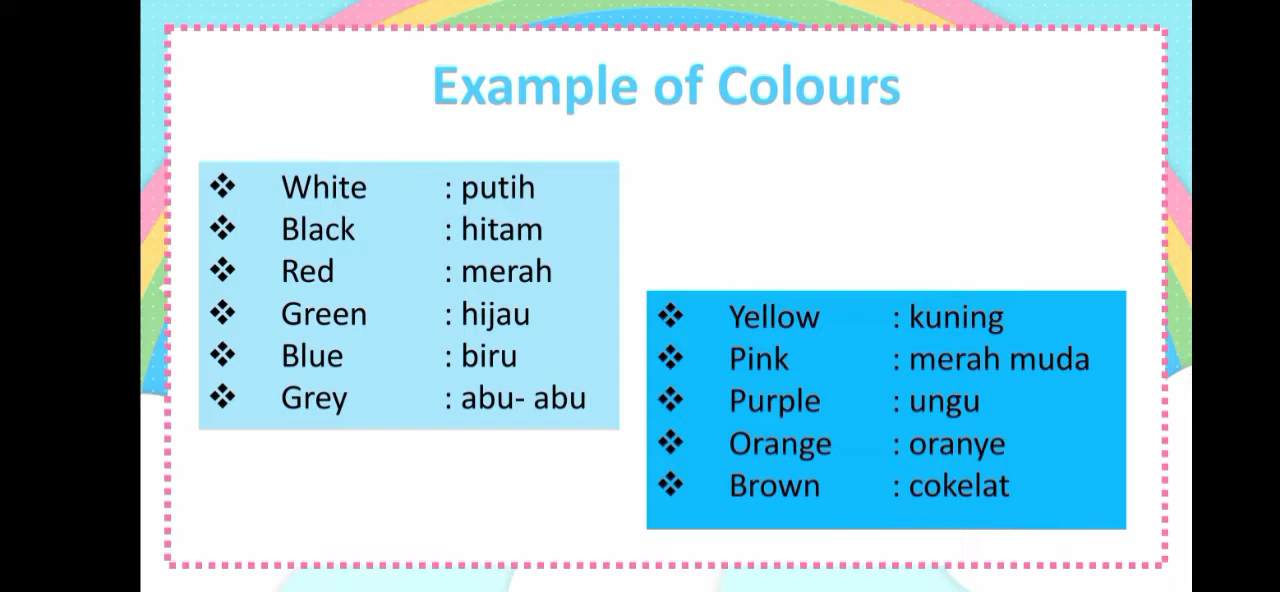 Example of Colours
❖ White : putih
❖ Black : hitam
❖ Red : merah
❖ Green : hijau
❖ Blue : biru
❖ Grey : abu- abu
❖ Yellow : kuning
❖ Pink : merah muda
❖ Purple : ungu
❖ Orange : oranye
❖ Brown : cokelat